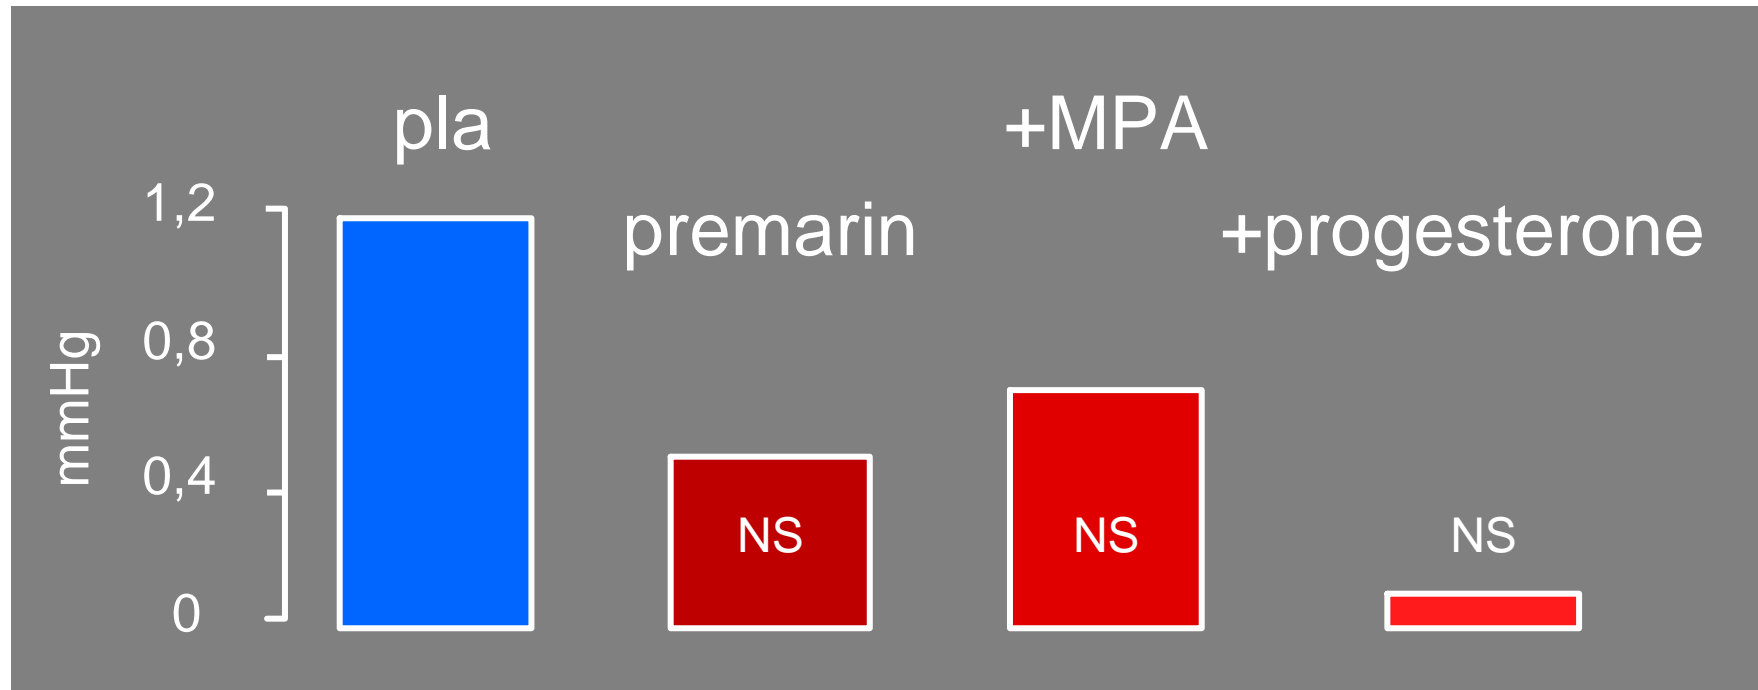 pla
+MPA
premarin
+progesterone
1,2
0,8
0,4
0
mmHg
NS
NS
NS